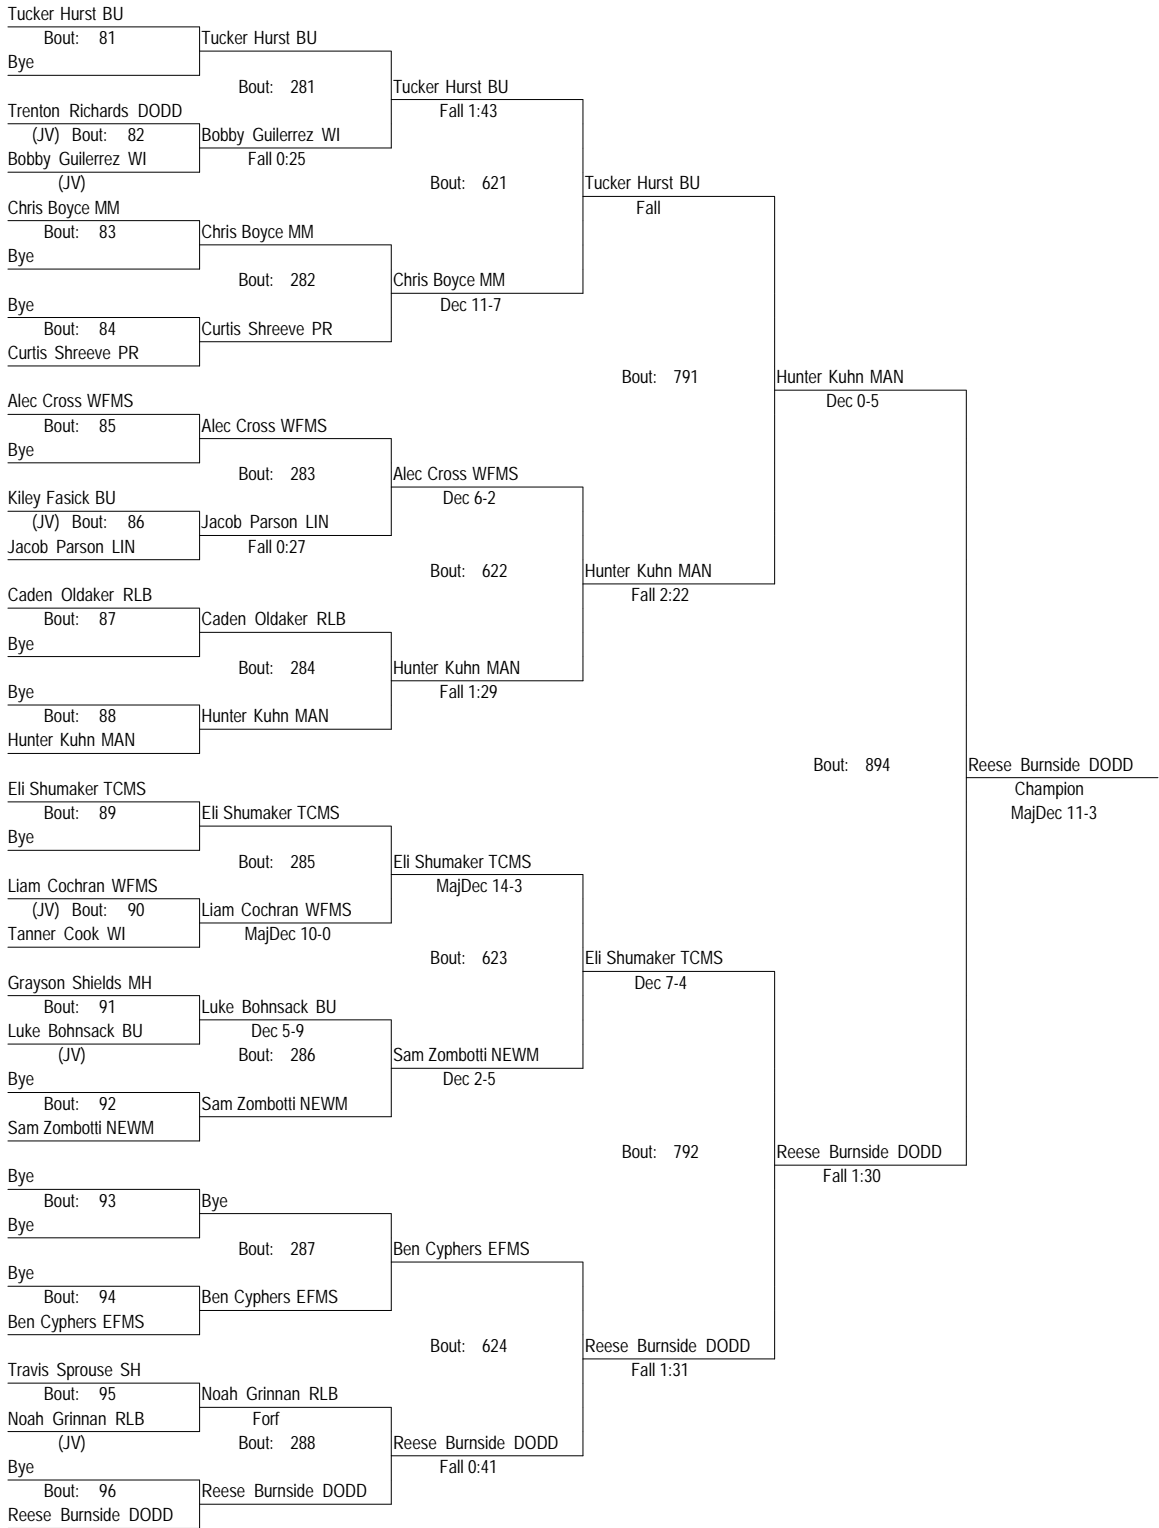 Tucker Hurst BU
Bout: 81
Tucker Hurst BU
Bye
Bout: 281
Tucker Hurst BU
Trenton Richards DODD
Fall 1:43
(JV) Bout: 82
Bobby Guilerrez WI
Bobby Guilerrez WI
Fall 0:25
(JV)
Bout: 621
Tucker Hurst BU
Chris Boyce MM
Fall
Bout: 83
Chris Boyce MM
Bye
Bout: 282
Chris Boyce MM
Bye
Dec 11-7
Bout: 84
Curtis Shreeve PR
Curtis Shreeve PR
Bout: 791
Hunter Kuhn MAN
Alec Cross WFMS
Dec 0-5
Bout: 85
Alec Cross WFMS
Bye
Bout: 283
Alec Cross WFMS
Kiley Fasick BU
Dec 6-2
(JV) Bout: 86
Jacob Parson LIN
Jacob Parson LIN
Fall 0:27
Bout: 622
Hunter Kuhn MAN
Caden Oldaker RLB
Fall 2:22
Bout: 87
Caden Oldaker RLB
Bye
Bout: 284
Hunter Kuhn MAN
Bye
Fall 1:29
Bout: 88
Hunter Kuhn MAN
Hunter Kuhn MAN
Bout: 894
Reese Burnside DODD
Eli Shumaker TCMS
Champion
Bout: 89
Eli Shumaker TCMS
MajDec 11-3
Bye
Bout: 285
Eli Shumaker TCMS
Liam Cochran WFMS
MajDec 14-3
(JV) Bout: 90
Liam Cochran WFMS
Tanner Cook WI
MajDec 10-0
Bout: 623
Eli Shumaker TCMS
Grayson Shields MH
Dec 7-4
Bout: 91
Luke Bohnsack BU
Luke Bohnsack BU
Dec 5-9
(JV)
Bout: 286
Sam Zombotti NEWM
Bye
Dec 2-5
Bout: 92
Sam Zombotti NEWM
Sam Zombotti NEWM
Bout: 792
Reese Burnside DODD
Bye
Fall 1:30
Bout: 93
Bye
Bye
Bout: 287
Ben Cyphers EFMS
Bye
Bout: 94
Ben Cyphers EFMS
Ben Cyphers EFMS
Bout: 624
Reese Burnside DODD
Travis Sprouse SH
Fall 1:31
Bout: 95
Noah Grinnan RLB
Noah Grinnan RLB
Forf
(JV)
Bout: 288
Reese Burnside DODD
Bye
Fall 0:41
Bout: 96
Reese Burnside DODD
Reese Burnside DODD